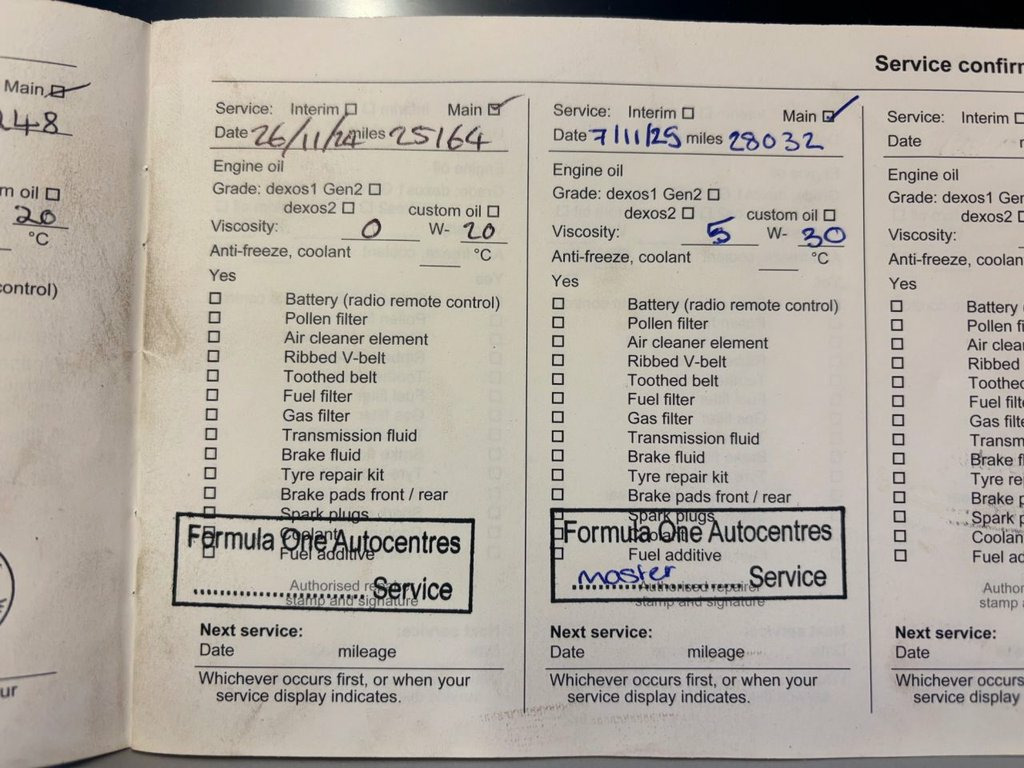 Main
248
m oil
20
°C
control)
ur
Service: Interim Main
Date 26/11/24 miles 25164
Engine oil
Grade: dexos1 Gen2
dexos2 custom oil
Viscosity: 0 W- 20
Anti-freeze, coolant °C
Yes
Battery (radio remote control)
Pollen filter
Air cleaner element
Ribbed V-belt
Toothed belt
Fuel filter
Gas filter
Transmission fluid
Brake fluid
Tyre repair kit
Brake pads front / rear
Spark plugs
Coolant
Fuel additive
Formula One Autocentres
Service
Authorised repairer
stamp and signature
Next service:
Date mileage
Whichever occurs first, or when your
service display indicates.
Service confirm
Service: Interim Main
Date 7/11/25 miles 28032
Engine oil
Grade: dexos1 Gen2
dexos2 custom oil
Viscosity: 5 W- 30
Anti-freeze, coolant °C
Yes
Battery (radio remote control)
Pollen filter
Air cleaner element
Ribbed V-belt
Toothed belt
Fuel filter
Gas filter
Transmission fluid
Brake fluid
Tyre repair kit
Brake pads front / rear
Spark plugs
Coolant
Fuel additive
Formula One Autocentres
master Service
Authorised repairer
stamp and signature
Next service:
Date mileage
Whichever occurs first, or when your
service display indicates.
Service: Interim
Date
Engine oil
Grade: dexos1 Gen2
dexos2
Viscosity:
Anti-freeze, coolan
Yes
Battery (
Pollen fi
Air clea
Ribbed
Toothed
Fuel filte
Gas filte
Transm
Brake fl
Tyre re
Brake p
Spark p
Coolan
Fuel ad
Author
stamp a
Next service:
Date
Whichever occurs first, or
service display